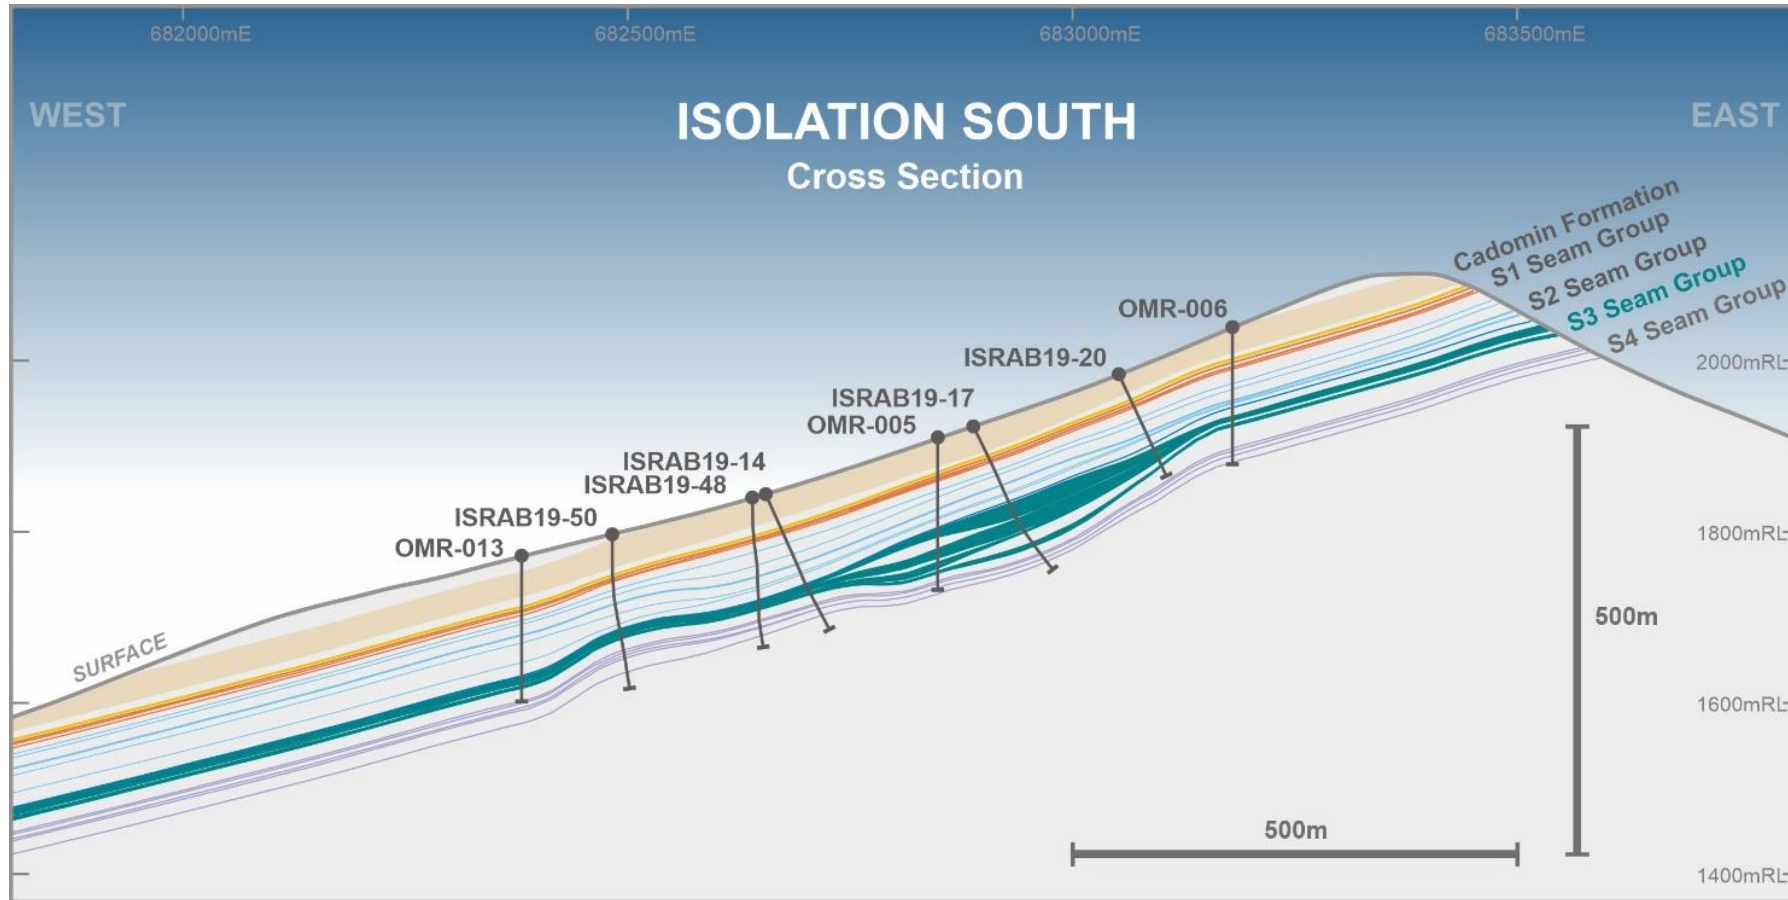 682000mE
682500mE
683000mE
683500mE
WEST
EAST
ISOLATION SOUTH
Cross Section
Cadomin Formation
S1 Seam Group
S2 Seam Group
S3 Seam Group
S4 Seam Group
OMR-006
ISRAB19-20
2000mRL
ISRAB19-17
OMR-005
ISRAB19-14
ISRAB19-48
ISRAB19-50
1800mRL
OMR-013
500m
SURFACE
1600mRL
500m
1400mRL